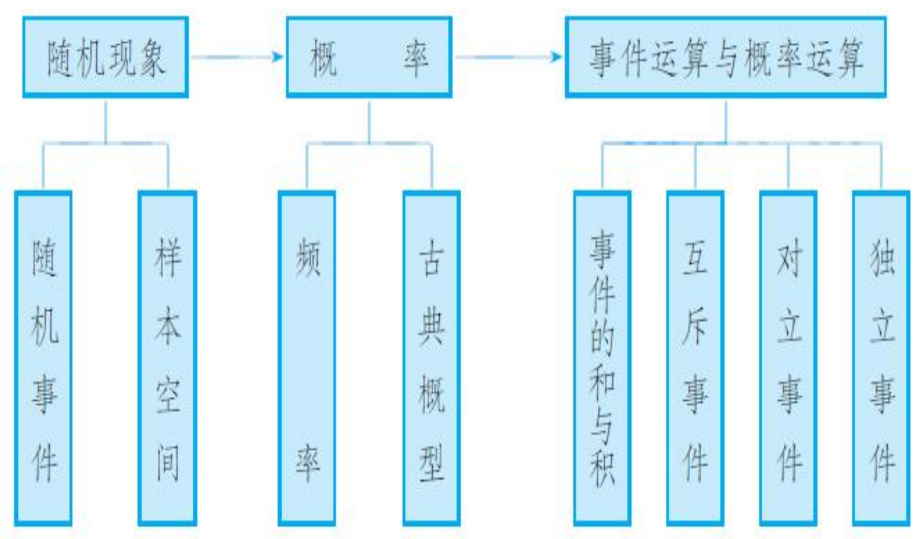 随机现象
概率
事件运算与概率运算
随机事件
样本空间
频率
古典概型
事件的和与积
互斥事件
对立事件
独立事件